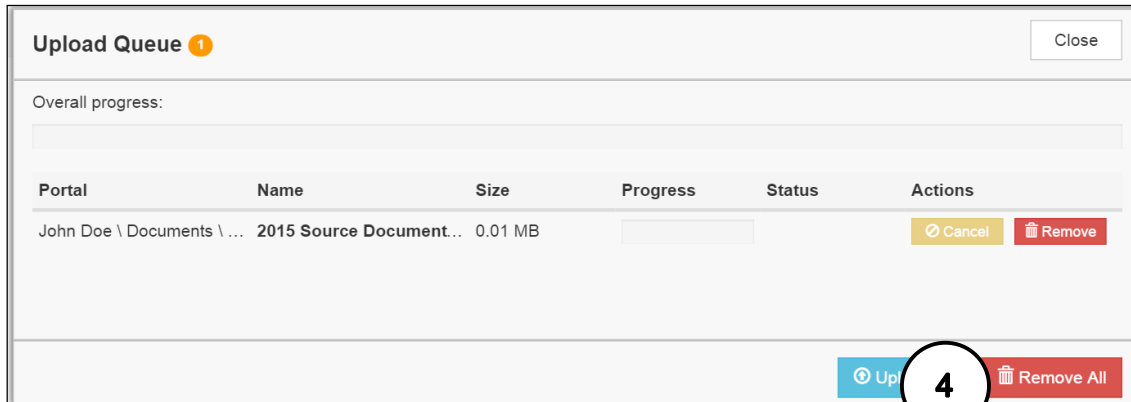 Upload Queue 1
Close
Overall progress:
Portal Name Size Progress Status Actions
John Doe \ Documents \ ... 2015 Source Document... 0.01 MB Cancel Remove
4 Remove All